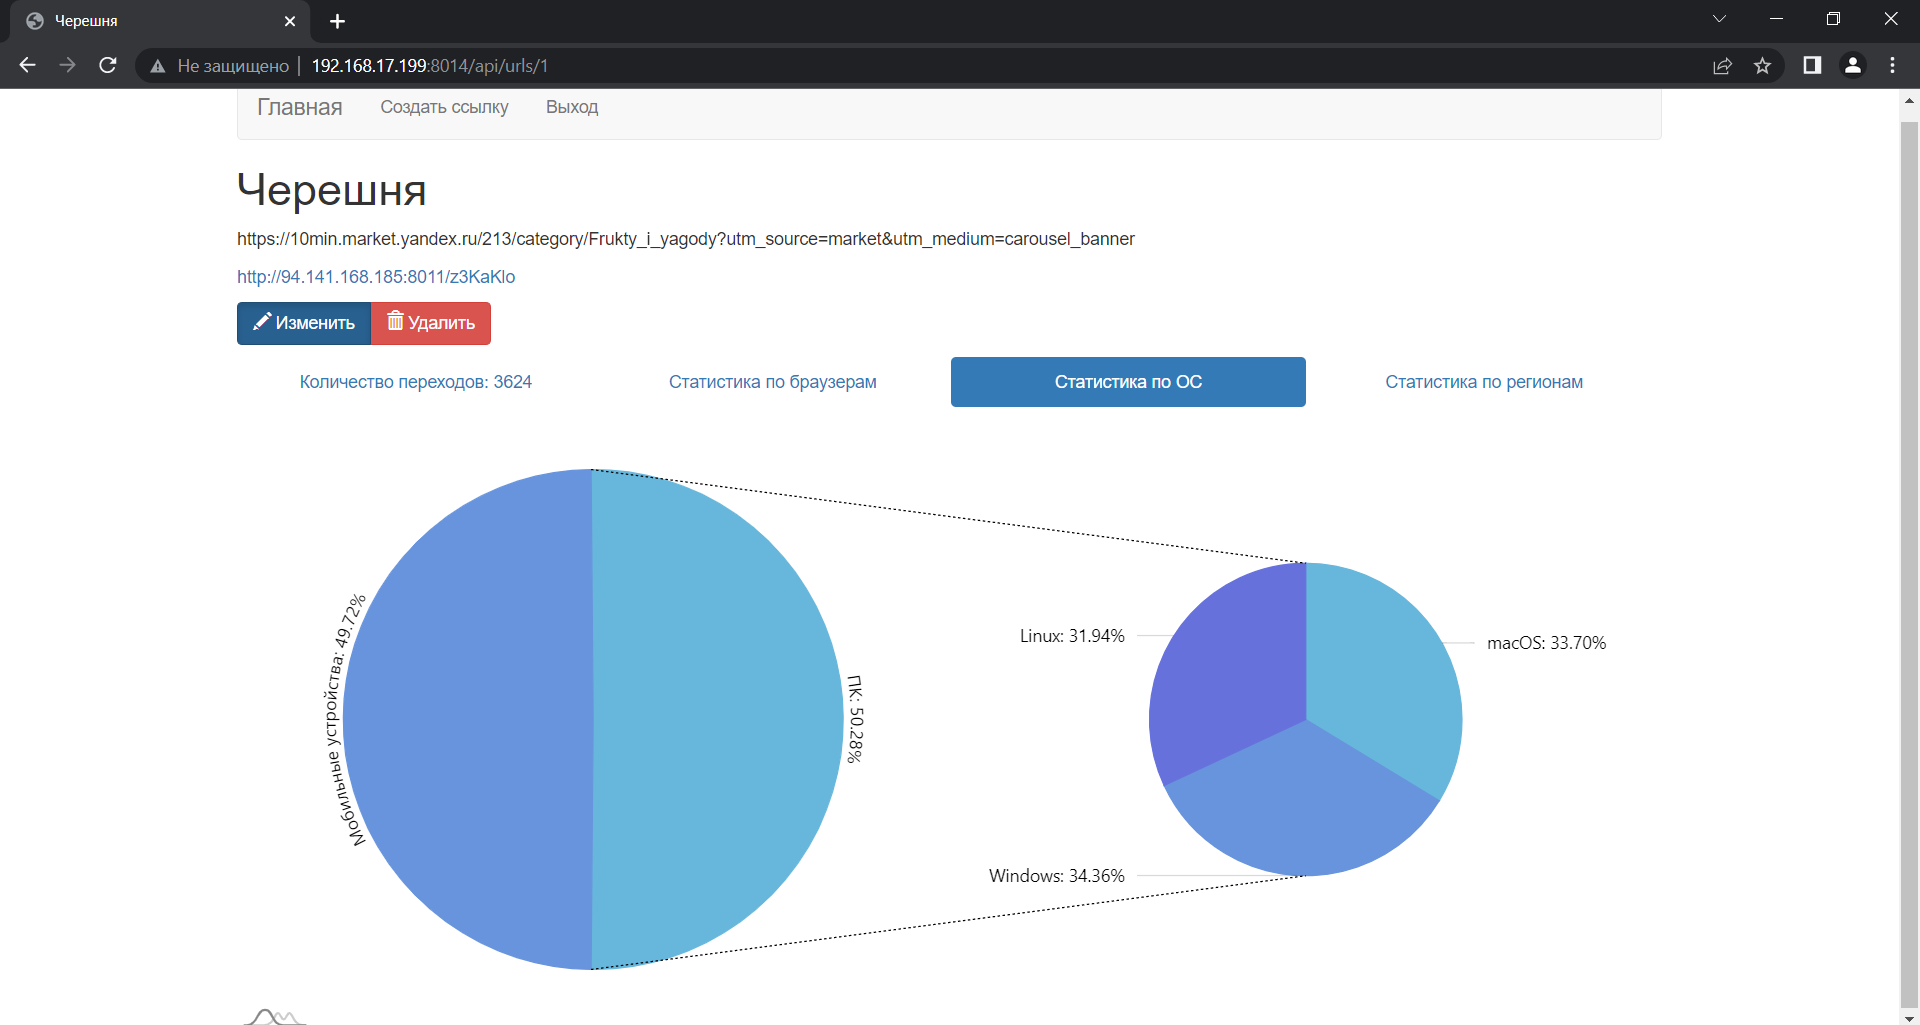 Черешня
Не защищено
192.168.17.199:8014/api/urls/1
Главная Создать ссылку Выход
Черешня
https://10min.market.yandex.ru/213/category/Frukty_i_yagody?utm_source=market&utm_medium=carousel_banner
http://94.141.168.185:8011/z3KaKlo
Изменить Удалить
Количество переходов: 3624 Статистика по браузерам Статистика по ОС Статистика по регионам
Мобильные устройства: 49.72%
ПК: 50.28%
Linux: 31.94%
macOS: 33.70%
Windows: 34.36%